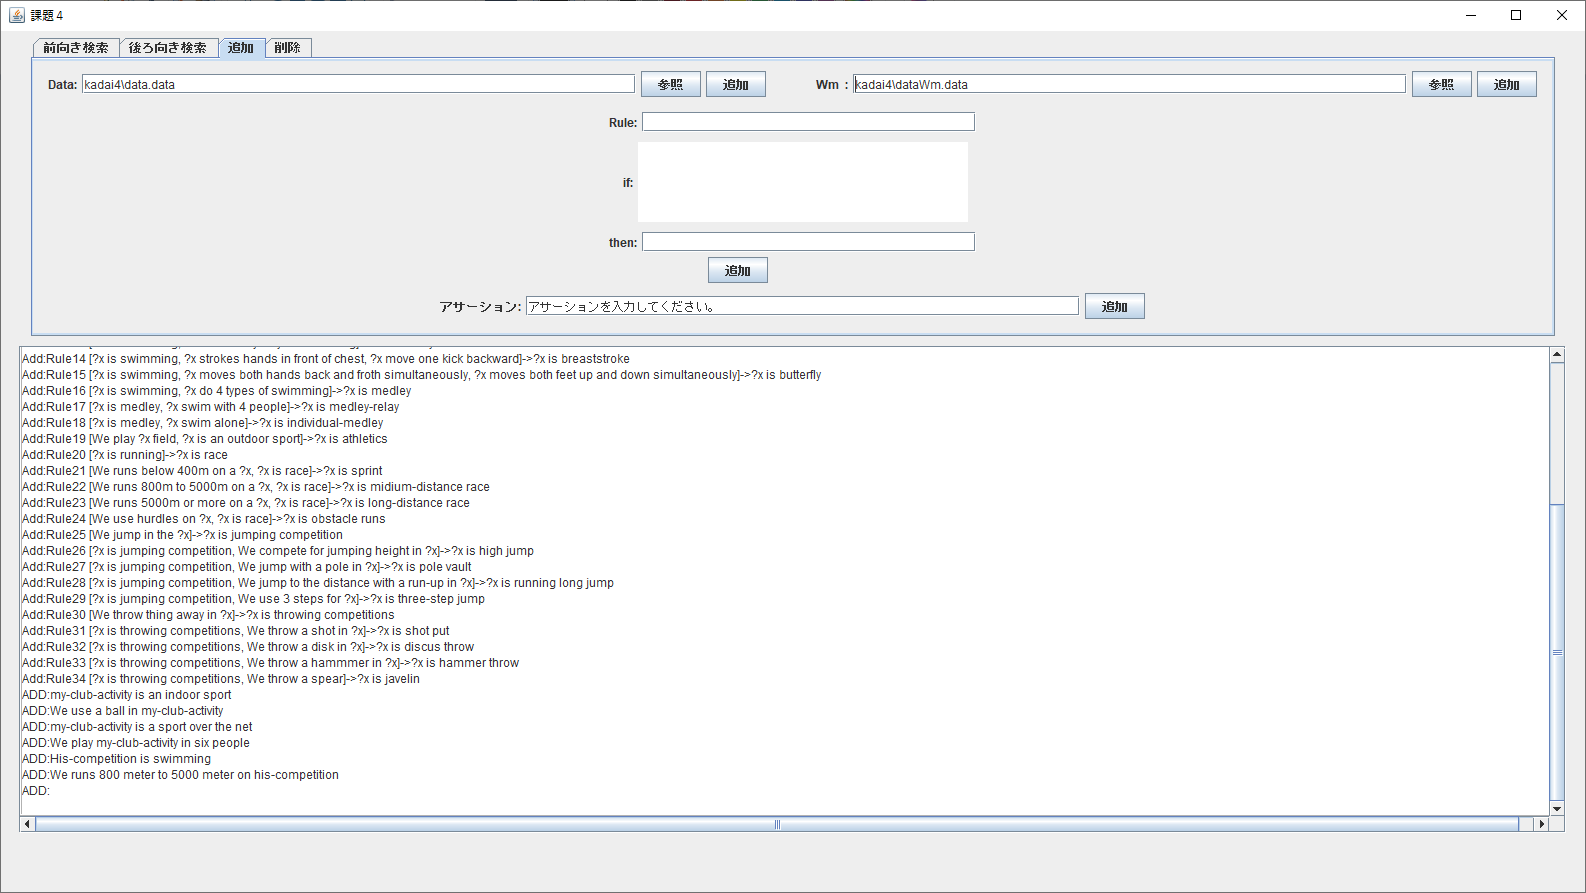 課題４
前向き検索 後ろ向き検索 追加 削除
Data: kadai4\data.data 参照 追加 Wm : kadai4\dataWm.data 参照 追加
Rule:
if:
then:
追加
アサーション: アサーションを入力してください。 追加
Add:Rule14 [?x is swimming, ?x strokes hands in front of chest, ?x move one kick backward]->?x is breaststroke
Add:Rule15 [?x is swimming, ?x moves both hands back and froth simultaneously, ?x moves both feet up and down simultaneously]->?x is butterfly
Add:Rule16 [?x is swimming, ?x do 4 types of swimming]->?x is medley
Add:Rule17 [?x is medley, ?x swim with 4 people]->?x is medley-relay
Add:Rule18 [?x is medley, ?x swim alone]->?x is individual-medley
Add:Rule19 [We play ?x field, ?x is an outdoor sport]->?x is athletics
Add:Rule20 [?x is running]->?x is race
Add:Rule21 [We runs below 400m on a ?x, ?x is race]->?x is sprint
Add:Rule22 [We runs 800m to 5000m on a ?x, ?x is race]->?x is midium-distance race
Add:Rule23 [We runs 5000m or more on a ?x, ?x is race]->?x is long-distance race
Add:Rule24 [We use hurdles on ?x, ?x is race]->?x is obstacle runs
Add:Rule25 [We jump in the ?x]->?x is jumping competition
Add:Rule26 [?x is jumping competition, We compete for jumping height in ?x]->?x is high jump
Add:Rule27 [?x is jumping competition, We jump with a pole in ?x]->?x is pole vault
Add:Rule28 [?x is jumping competition, We jump to the distance with a run-up in ?x]->?x is running long jump
Add:Rule29 [?x is jumping competition, We use 3 steps for ?x]->?x is three-step jump
Add:Rule30 [We throw thing away in ?x]->?x is throwing competitions
Add:Rule31 [?x is throwing competitions, We throw a shot in ?x]->?x is shot put
Add:Rule32 [?x is throwing competitions, We throw a disk in ?x]->?x is discus throw
Add:Rule33 [?x is throwing competitions, We throw a hammmer in ?x]->?x is hammer throw
Add:Rule34 [?x is throwing competitions, We throw a spear]->?x is javelin
ADD:my-club-activity is an indoor sport
ADD:We use a ball in my-club-activity
ADD:my-club-activity is a sport over the net
ADD:We play my-club-activity in six people
ADD:His-competition is swimming
ADD:We runs 800 meter to 5000 meter on his-competition
ADD: